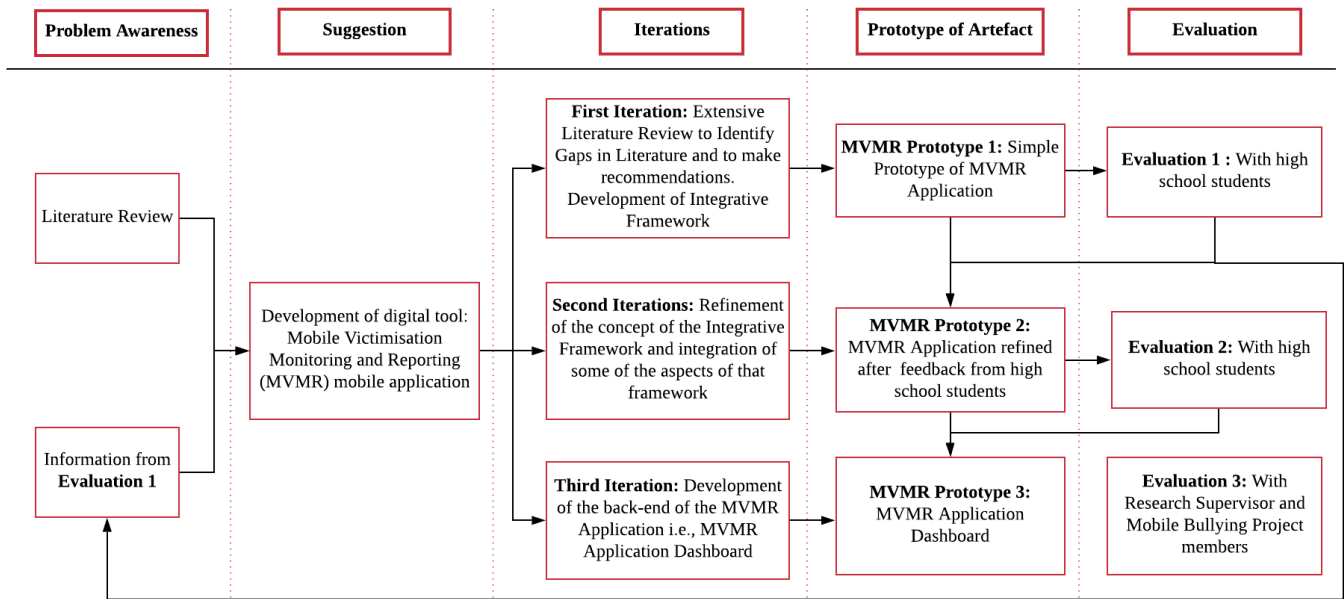 Problem Awareness
Suggestion
Iterations
Prototype of Artefact
Evaluation
Literature Review
Information from
Evaluation 1
Development of digital tool:
Mobile Victimisation
Monitoring and Reporting
(MVMR) mobile application
First Iteration: Extensive
Literature Review to Identify
Gaps in Literature and to make
recommendations.
Development of Integrative
Framework
Second Iterations: Refinement
of the concept of the Integrative
Framework and integration of
some of the aspects of that
framework
Third Iteration: Development
of the back-end of the MVMR
Application i.e., MVMR
Application Dashboard
MVMR Prototype 1: Simple
Prototype of MVMR
Application
MVMR Prototype 2:
MVMR Application refined
after feedback from high
school students
MVMR Prototype 3:
MVMR Application
Dashboard
Evaluation 1 : With high
school students
Evaluation 2: With high
school students
Evaluation 3: With
Research Supervisor and
Mobile Bullying Project
members